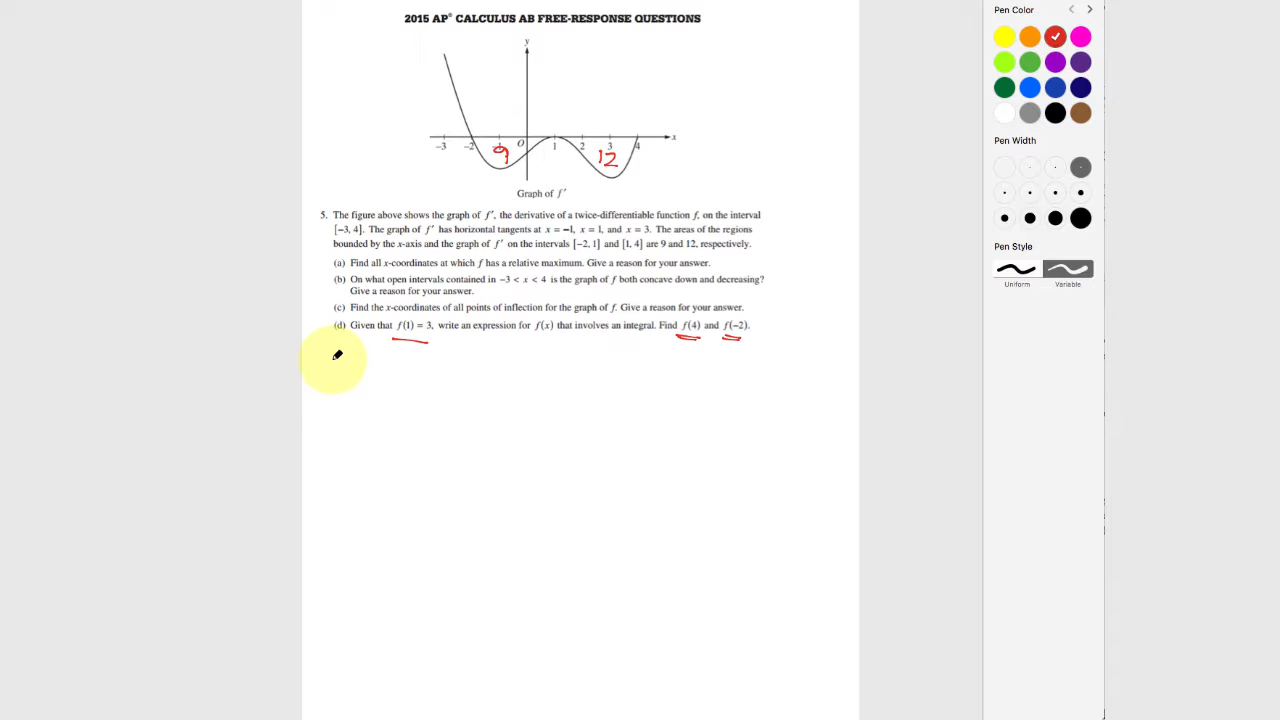 2015 AP® CALCULUS AB FREE-RESPONSE QUESTIONS
y
x
-3 -2 -1 O 1 2 3 4
9 12
Graph of f′
5. The figure above shows the graph of f′, the derivative of a twice-differentiable function f, on the interval
[−3, 4]. The graph of f′ has horizontal tangents at x = −1, x = 1, and x = 3. The areas of the regions
bounded by the x-axis and the graph of f′ on the intervals [−2, 1] and [1, 4] are 9 and 12, respectively.
(a) Find all x-coordinates at which f has a relative maximum. Give a reason for your answer.
(b) On what open intervals contained in −3 < x < 4 is the graph of f both concave down and decreasing?
Give a reason for your answer.
(c) Find the x-coordinates of all points of inflection for the graph of f. Give a reason for your answer.
(d) Given that f(1) = 3, write an expression for f(x) that involves an integral. Find f(4) and f(−2).
Pen Color
Pen Width
Pen Style
Uniform Variable